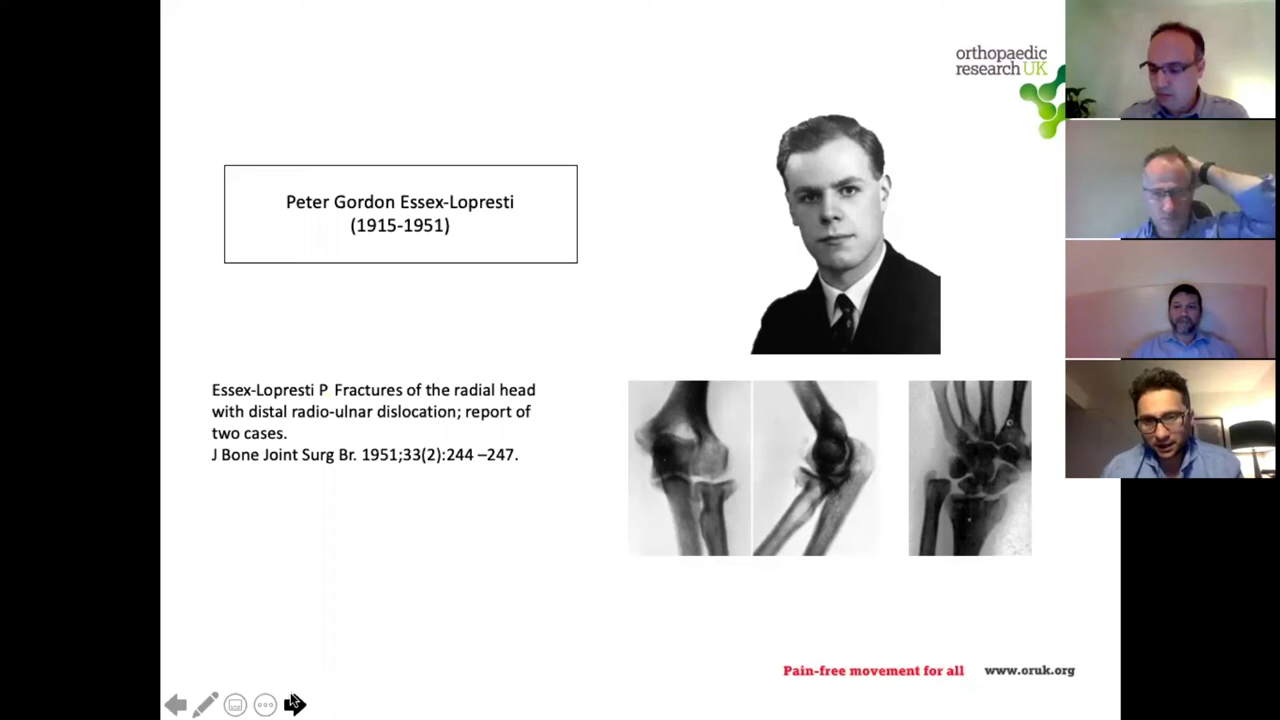 orthopaedic
research UK
Peter Gordon Essex-Lopresti
(1915-1951)
Essex-Lopresti P Fractures of the radial head
with distal radio-ulnar dislocation; report of
two cases.
J Bone Joint Surg Br. 1951;33(2):244 –247.
Pain-free movement for all www.oruk.org